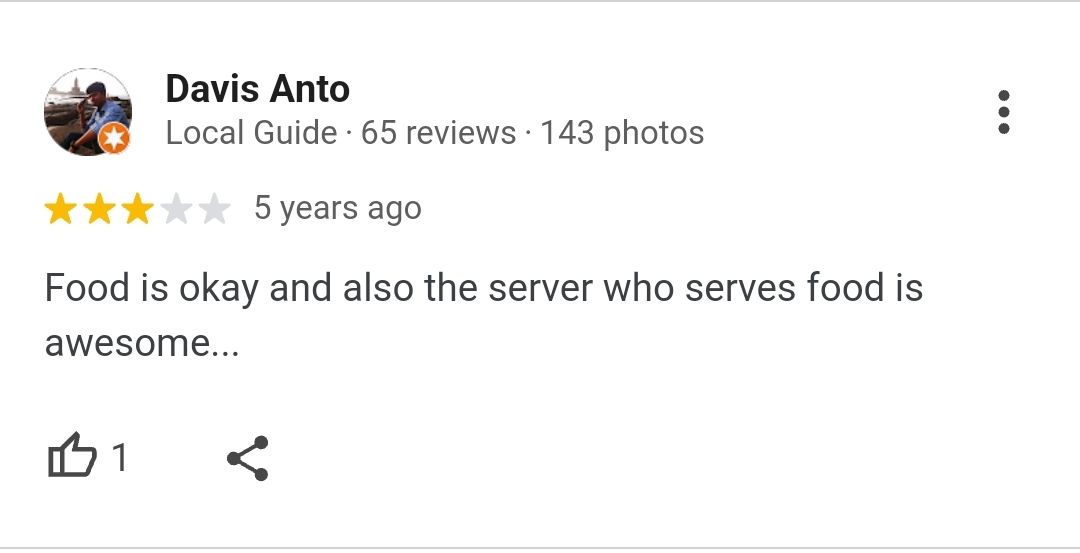 Davis Anto
Local Guide · 65 reviews · 143 photos
5 years ago
Food is okay and also the server who serves food is
awesome...
1